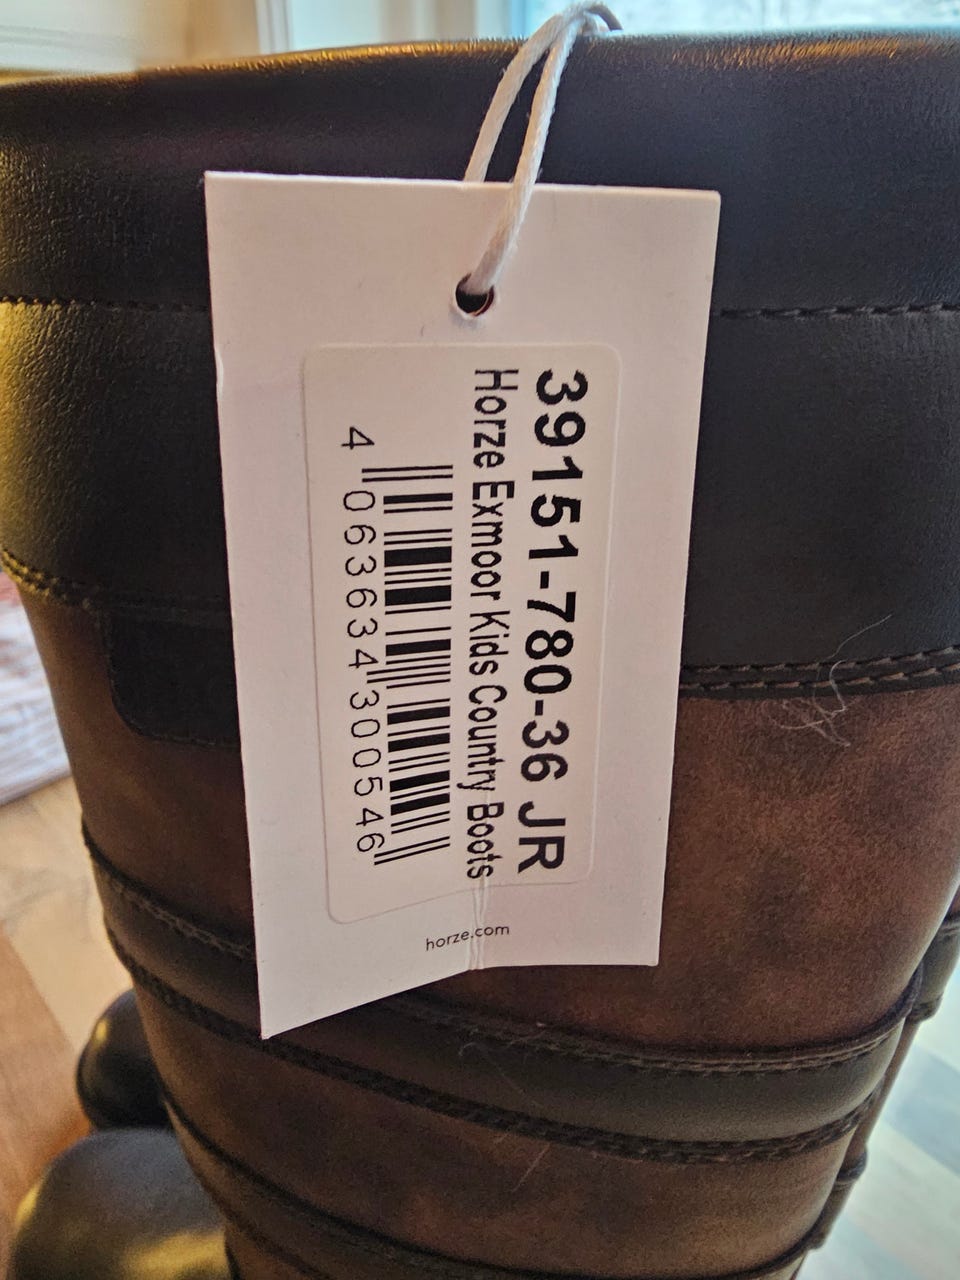 39151-780-36 JR
Horze Exmoor Kids Country Boots
4 063634 300546
horze.com